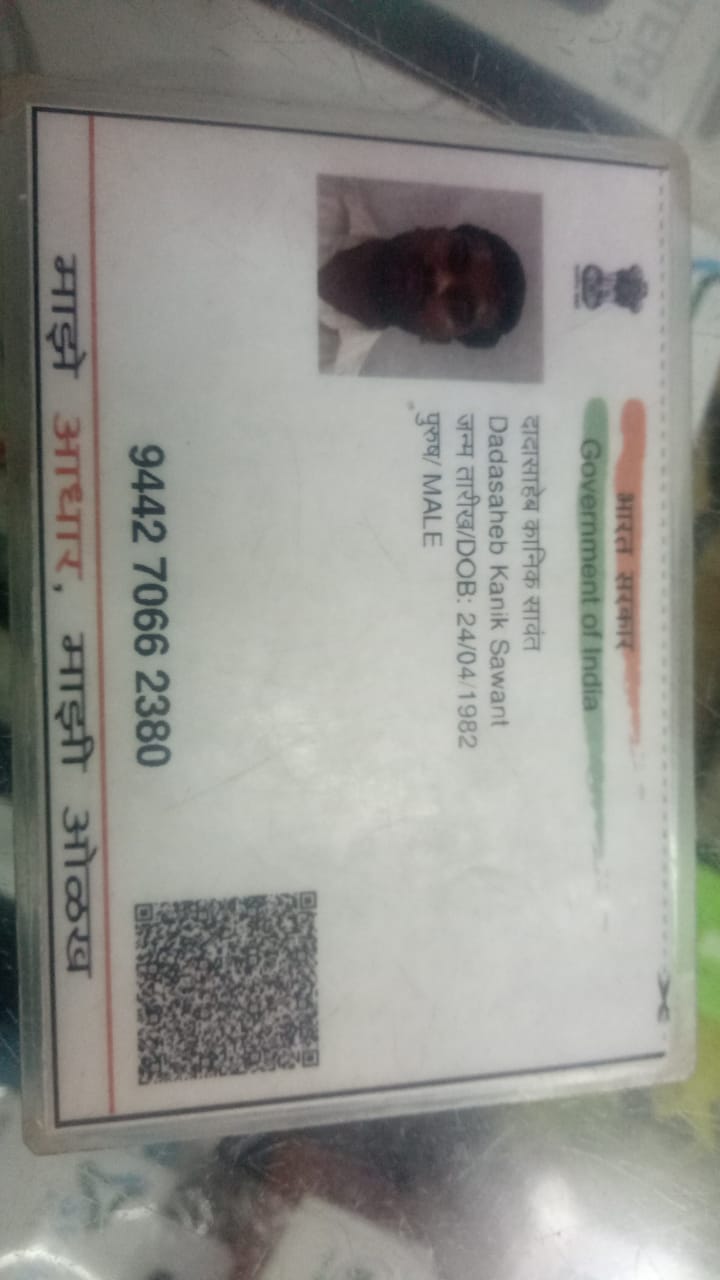 भारत सरकार
Government of India
दादासाहेब कानिक सावंत
Dadasaheb Kanik Sawant
जन्म तारीख/DOB: 24/04/1982
पुरुष/ MALE
9442 7066 2380
माझे आधार, माझी ओळख